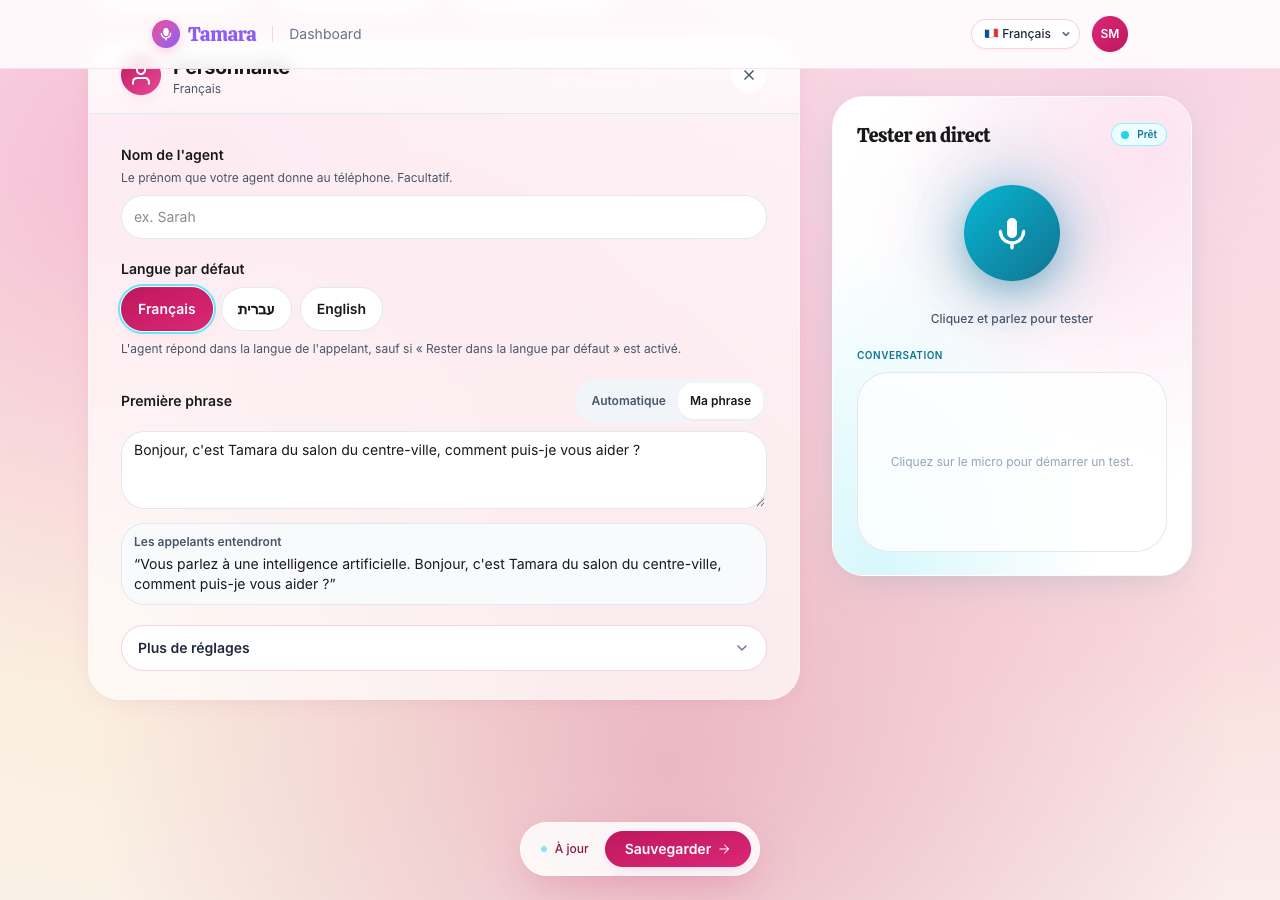 Tamara
Dashboard
Français
SM
Personnalité
Français
Nom de l'agent
Le prénom que votre agent donne au téléphone. Facultatif.
ex. Sarah
Langue par défaut
Français
עברית
English
L'agent répond dans la langue de l'appelant, sauf si « Rester dans la langue par défaut » est activé.
Première phrase
Automatique
Ma phrase
Bonjour, c'est Tamara du salon du centre-ville, comment puis-je vous aider ?
Les appelants entendront
“Vous parlez à une intelligence artificielle. Bonjour, c'est Tamara du salon du centre-ville,
comment puis-je vous aider ?”
Plus de réglages
Tester en direct
Prêt
Cliquez et parlez pour tester
CONVERSATION
Cliquez sur le micro pour démarrer un test.
À jour
Sauvegarder